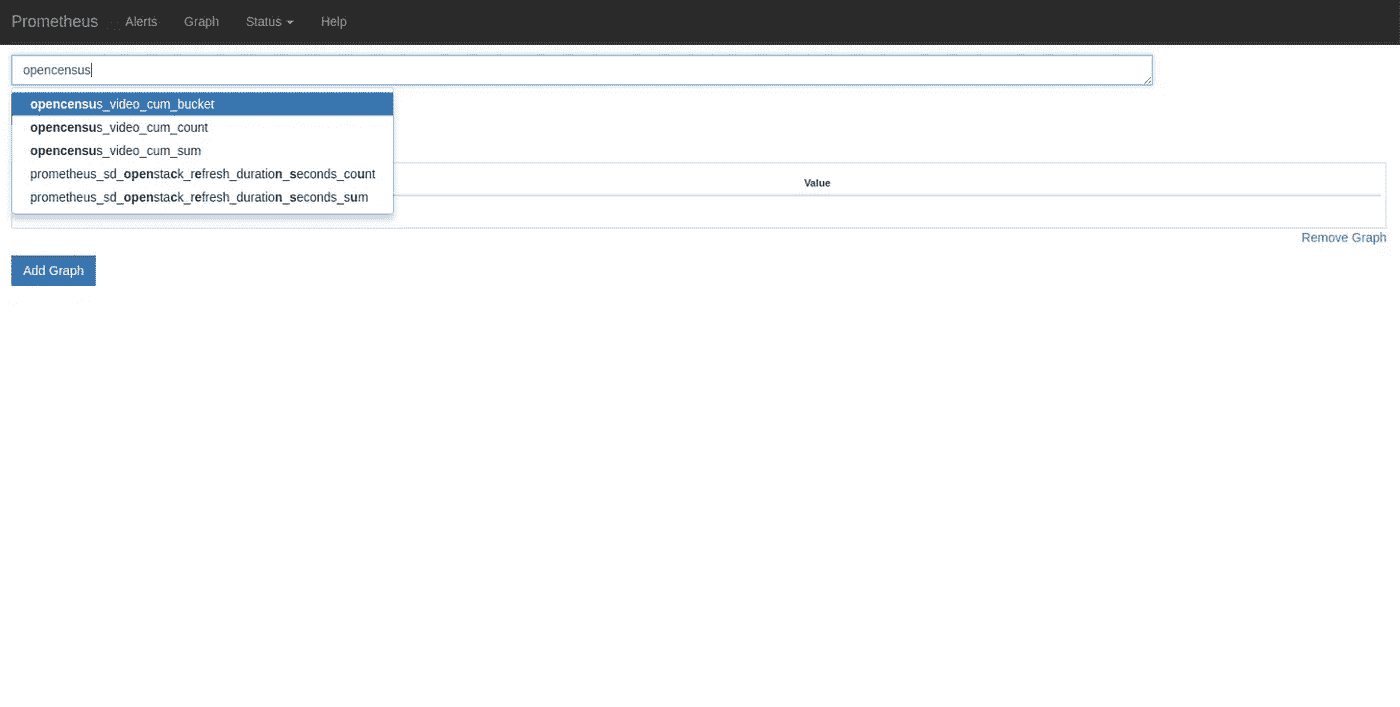 Prometheus Alerts Graph Status Help
opencensus
opencensus_video_cum_bucket
opencensus_video_cum_count
opencensus_video_cum_sum
prometheus_sd_openstack_refresh_duration_seconds_count
prometheus_sd_openstack_refresh_duration_seconds_sum
Value
Remove Graph
Add Graph